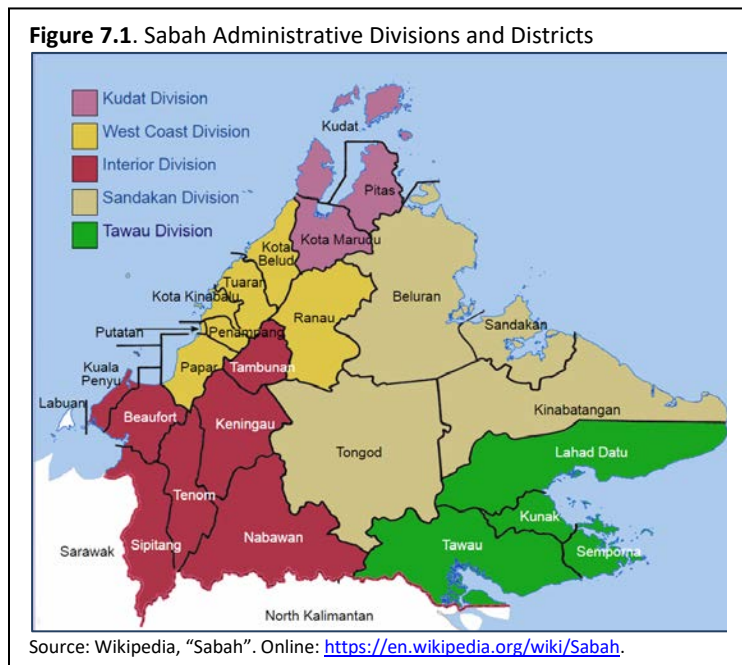 Figure 7.1. Sabah Administrative Divisions and Districts
Kudat Division
West Coast Division
Interior Division
Sandakan Division
Tawau Division
Kudat
Pitas
Kota Marudu
Kota
Belud
Tuaran
Kota Kinabalu
Ranau
Beluran
Putatan
Penampang
Sandakan
Kuala
Penyu
Papar
Tambunan
Labuan
Beaufort
Keningau
Kinabatangan
Tongod
Lahad Datu
Tenom
Kunak
Sarawak
Sipitang
Nabawan
Tawau
Semporna
North Kalimantan
Source: Wikipedia, “Sabah”. Online: https://en.wikipedia.org/wiki/Sabah.